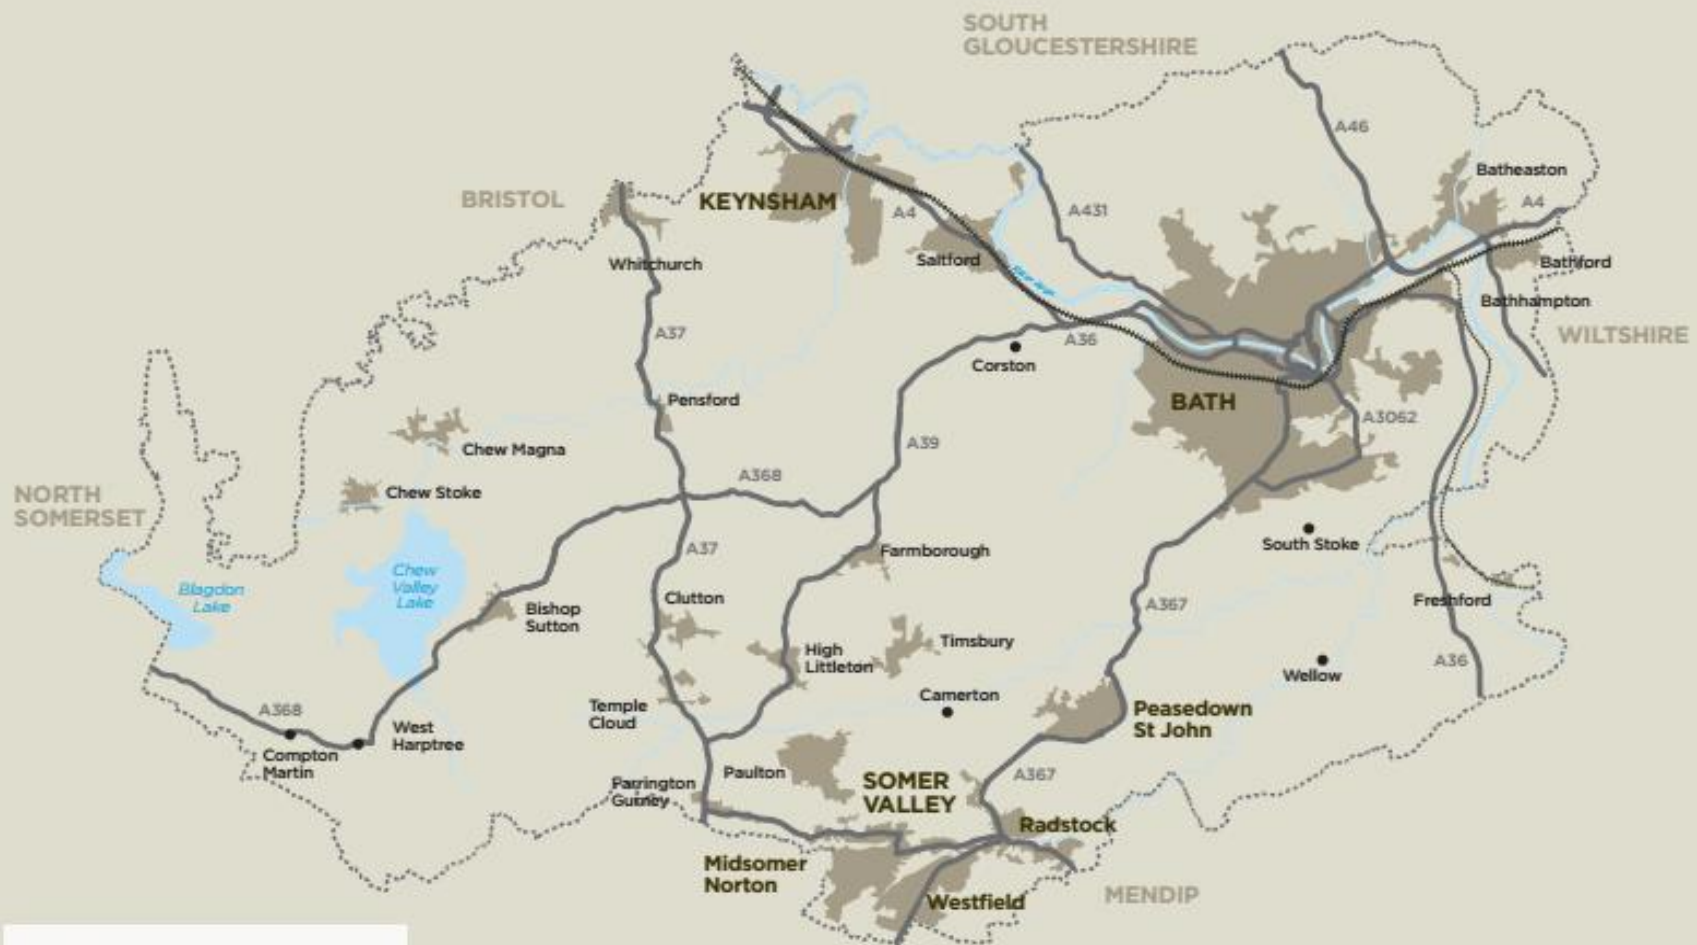 SOUTH
GLOUCESTERSHIRE
A46
Batheaston
BRISTOL
KEYNSHAM
A4
A431
A4
Whitchurch
Saltford
Bathford
Bathhampton
A37
A36
WILTSHIRE
Corston
Pensford
BATH
A3062
Chew Magna
A39
A368
NORTH
SOMERSET
Chew Stoke
A37
Farmborough
South Stoke
Blagdon
Lake
Chew
Valley
Lake
Bishop
Sutton
Clutton
A367
Freshford
High
Littleton
Timsbury
A36
Wellow
A368
Temple
Cloud
Camerton
Peasedown
St John
West
Harptree
Compton
Martin
Paulton
A367
Farrington
Gurney
SOMER
VALLEY
Radstock
Midsomer
Norton
MENDIP
Westfield